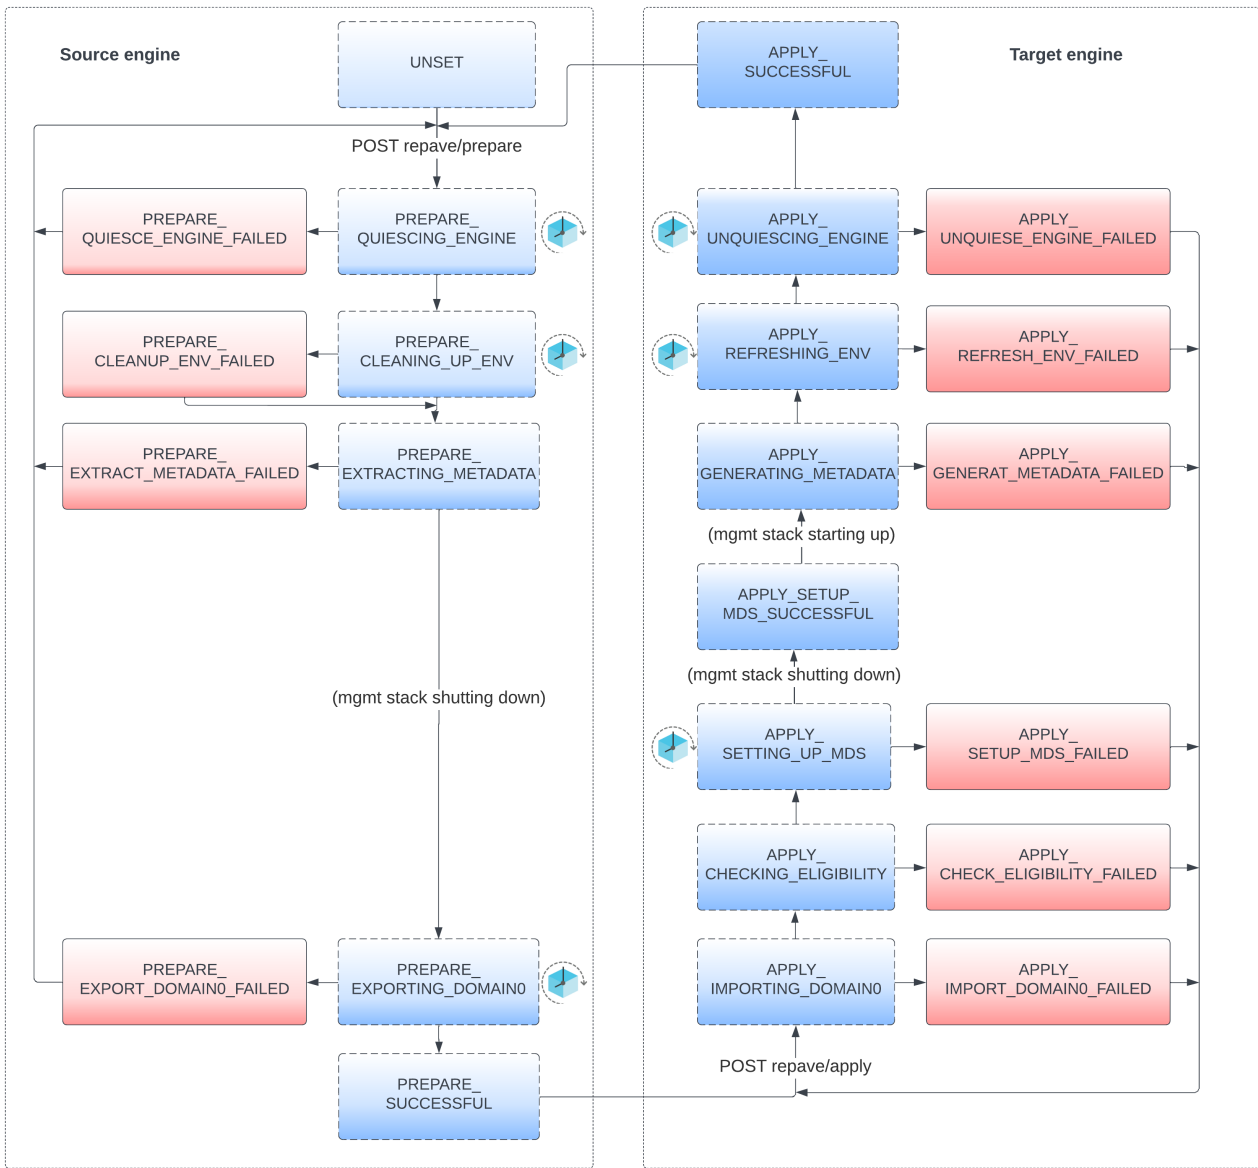 Source engine
UNSET
POST repave/prepare
PREPARE_
QUIESCE_ENGINE_FAILED
PREPARE_
QUIESCING_ENGINE
PREPARE_
CLEANUP_ENV_FAILED
PREPARE_
CLEANING_UP_ENV
PREPARE_
EXTRACT_METADATA_FAILED
PREPARE_
EXTRACTING_METADATA
(mgmt stack shutting down)
PREPARE_
EXPORT_DOMAIN0_FAILED
PREPARE_
EXPORTING_DOMAIN0
PREPARE_
SUCCESSFUL
Target engine
APPLY_
SUCCESSFUL
APPLY_
UNQUIESCING_ENGINE
APPLY_
UNQUIESE_ENGINE_FAILED
APPLY_
REFRESHING_ENV
APPLY_
REFRESH_ENV_FAILED
APPLY_
GENERATING_METADATA
APPLY_
GENERAT_METADATA_FAILED
(mgmt stack starting up)
APPLY_SETUP_
MDS_SUCCESSFUL
(mgmt stack shutting down)
APPLY_
SETTING_UP_MDS
APPLY_
SETUP_MDS_FAILED
APPLY_
CHECKING_ELIGIBILITY
APPLY_
CHECK_ELIGIBILITY_FAILED
APPLY_
IMPORTING_DOMAIN0
APPLY_
IMPORT_DOMAIN0_FAILED
POST repave/apply